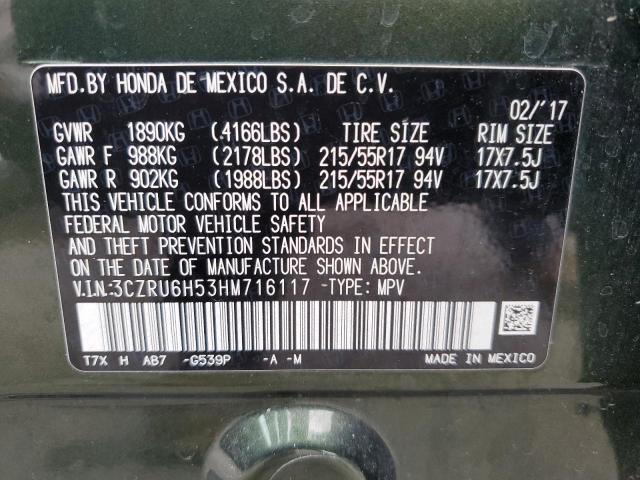 MFD.BY HONDA DE MEXICO S.A. DE C.V.
02/'17
GVWR 1890KG (4166LBS) TIRE SIZE RIM SIZE
GAWR F 988KG (2178LBS) 215/55R17 94V 17X7.5J
GAWR R 902KG (1988LBS) 215/55R17 94V 17X7.5J
THIS VEHICLE CONFORMS TO ALL APPLICABLE
FEDERAL MOTOR VEHICLE SAFETY
AND THEFT PREVENTION STANDARDS IN EFFECT
ON THE DATE OF MANUFACTURE SHOWN ABOVE.
V.I.N.:3CZRU6H53HM716117 -TYPE: MPV
T7X H AB7 -G539P -A -M MADE IN MEXICO